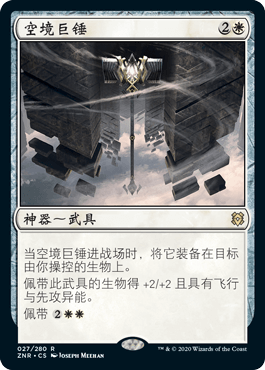 空境巨锤 2
神器～武具
当空境巨锤进战场时，将它装备在目标
由你操控的生物上。
佩带此武具的生物得 +2/+2 且具有飞行
与先攻异能。
佩带 2
027/280 R
ZNR • CS JOSEPH MEEHAN
™ & © 2020 Wizards of the Coast